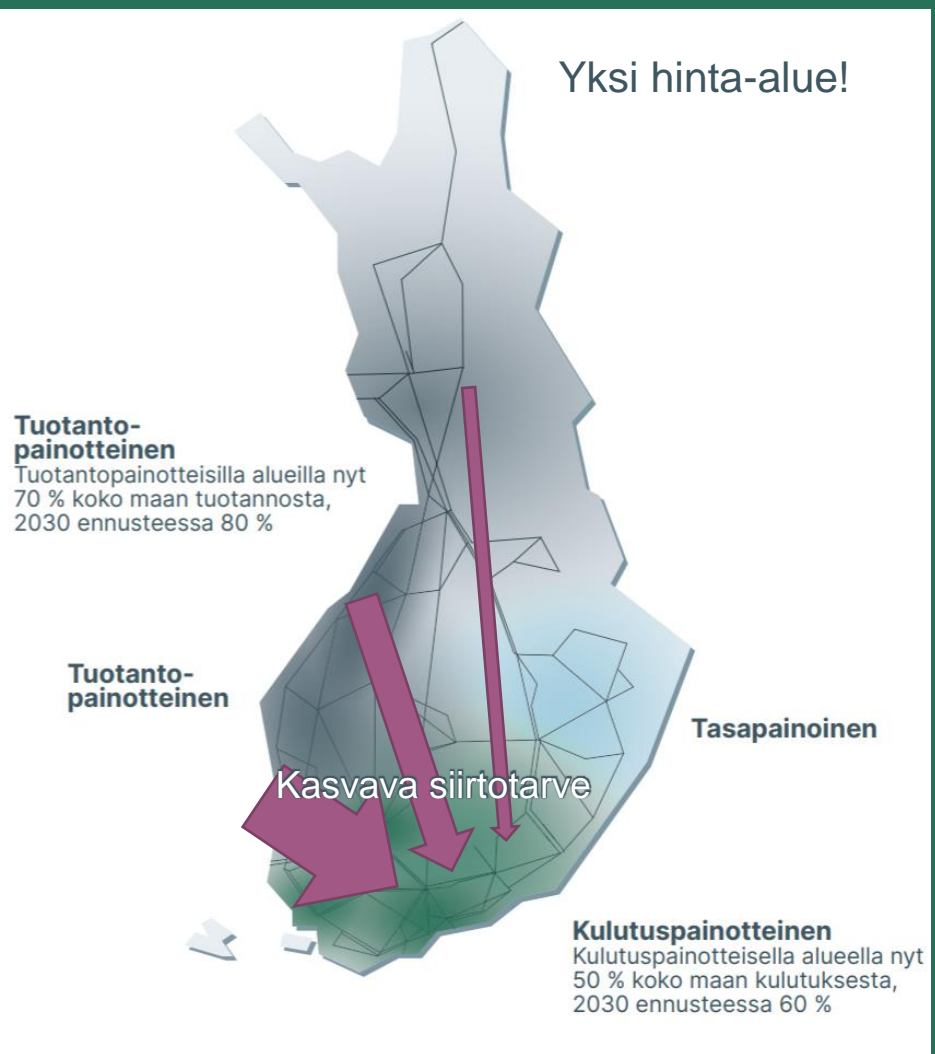 Yksi hinta-alue!
Tuotanto-
painotteinen
Tuotantopainotteisilla alueilla nyt
70 % koko maan tuotannosta,
2030 ennusteessa 80 %
Tuotanto-
painotteinen
Tasapainoinen
Kasvava siirtotarve
Kulutuspainotteinen
Kulutuspainotteisella alueella nyt
50 % koko maan kulutuksesta,
2030 ennusteessa 60 %